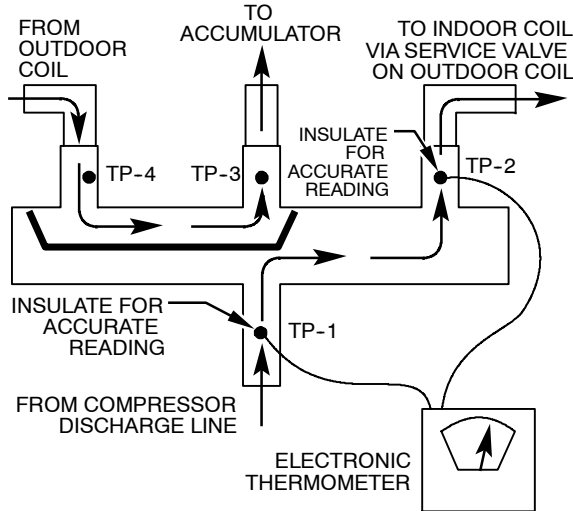 FROM
OUTDOOR
COIL
TO
ACCUMULATOR
TO INDOOR COIL
VIA SERVICE VALVE
ON OUTDOOR COIL
INSULATE
FOR
ACCURATE
READING
TP-4
TP-3
TP-2
INSULATE FOR
ACCURATE
READING
TP-1
FROM COMPRESSOR
DISCHARGE LINE
ELECTRONIC
THERMOMETER